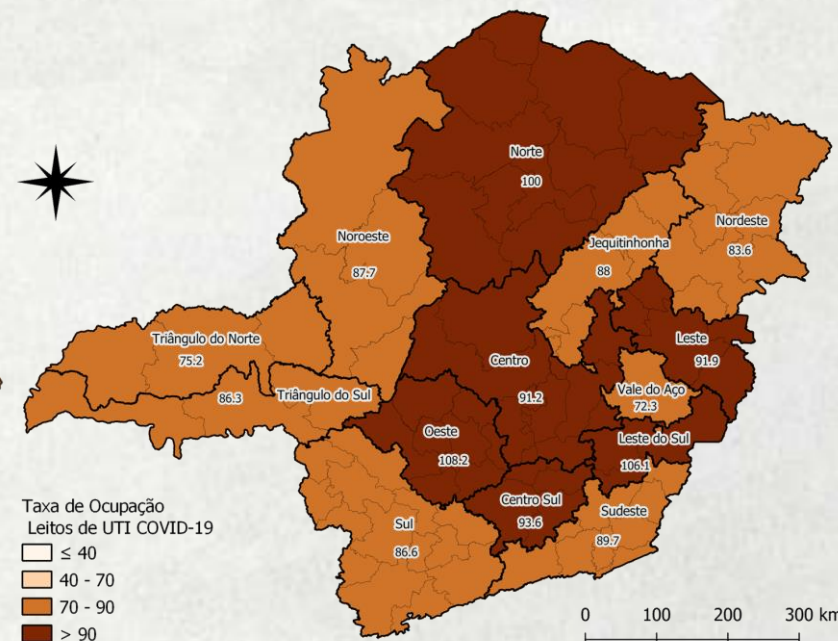 Norte
100
Nordeste
83.6
Jequitinhonha
88
Noroeste
87.7
Triângulo do Norte
75.2
Leste
91.9
Centro
91.2
Vale do Aço
72.3
Triângulo do Sul
86.3
Oeste
108.2
Leste do Sul
106.1
Centro Sul
93.6
Sudeste
89.7
Sul
86.6
Taxa de Ocupação
Leitos de UTI COVID-19
≤ 40
40 - 70
70 - 90
> 90
0 100 200 300 km